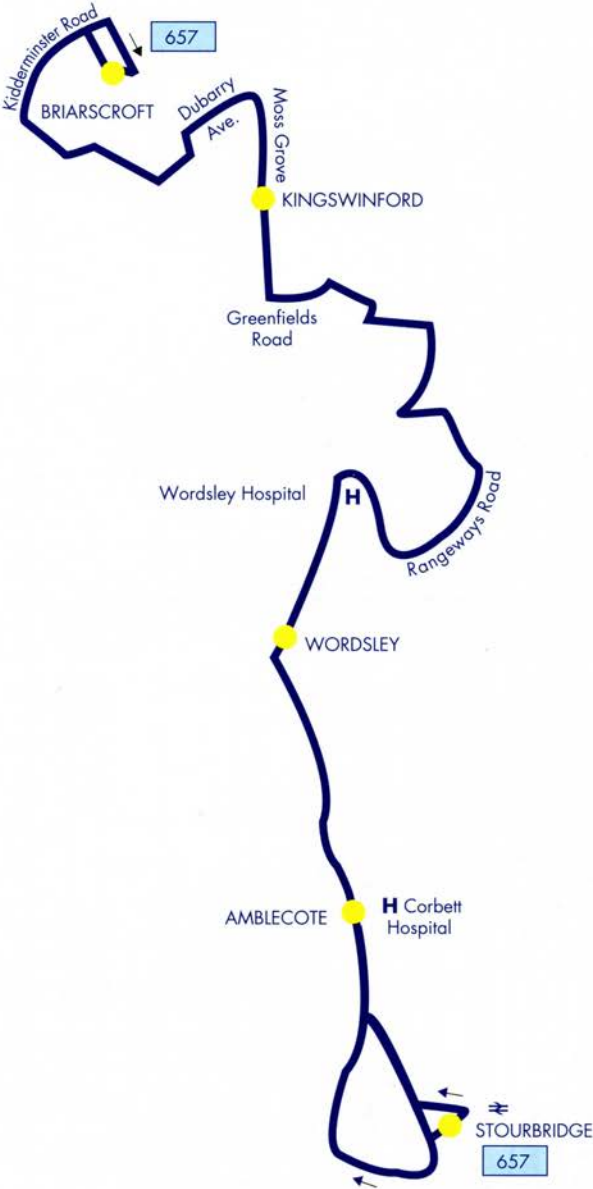 Kidderminster Road
657
BRIARSCROFT
Dubarry
Ave.
Moss Grove
KINGSWINFORD
Greenfields
Road
Wordsley Hospital
H
Rangeways Road
WORDSLEY
AMBLECOTE
H Corbett
Hospital
STOURBRIDGE
657